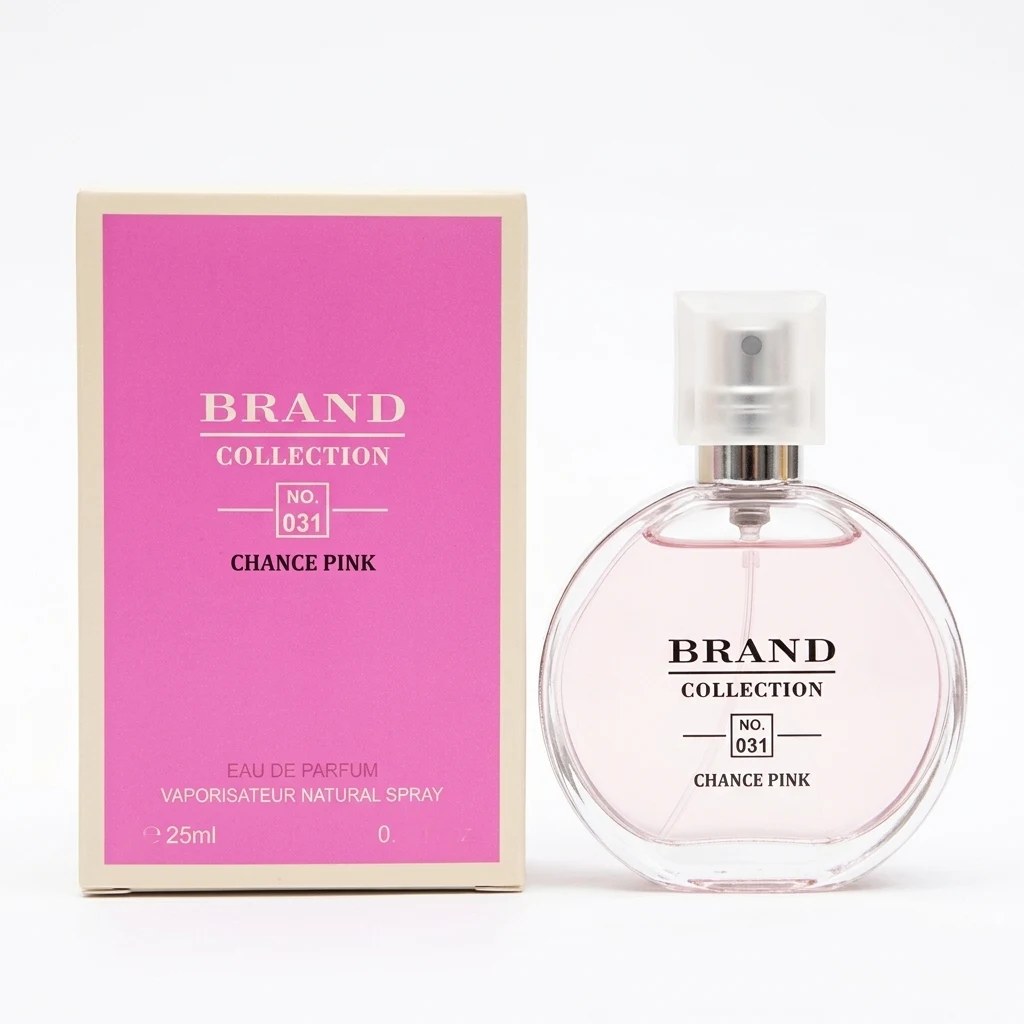 BRAND
COLLECTION
NO.
031
CHANCE PINK
EAU DE PARFUM
VAPORISATEUR NATURAL SPRAY
25ml 0.
BRAND
COLLECTION
NO.
031
CHANCE PINK